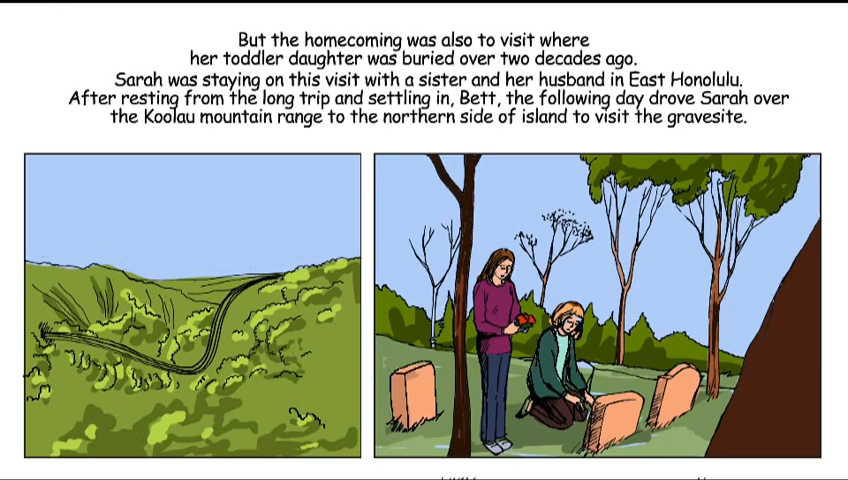 But the homecoming was also to visit where
her toddler daughter was buried over two decades ago.
Sarah was staying on this visit with a sister and her husband in East Honolulu.
After resting from the long trip and settling in, Bett, the following day drove Sarah over
the Koolau mountain range to the northern side of island to visit the gravesite.